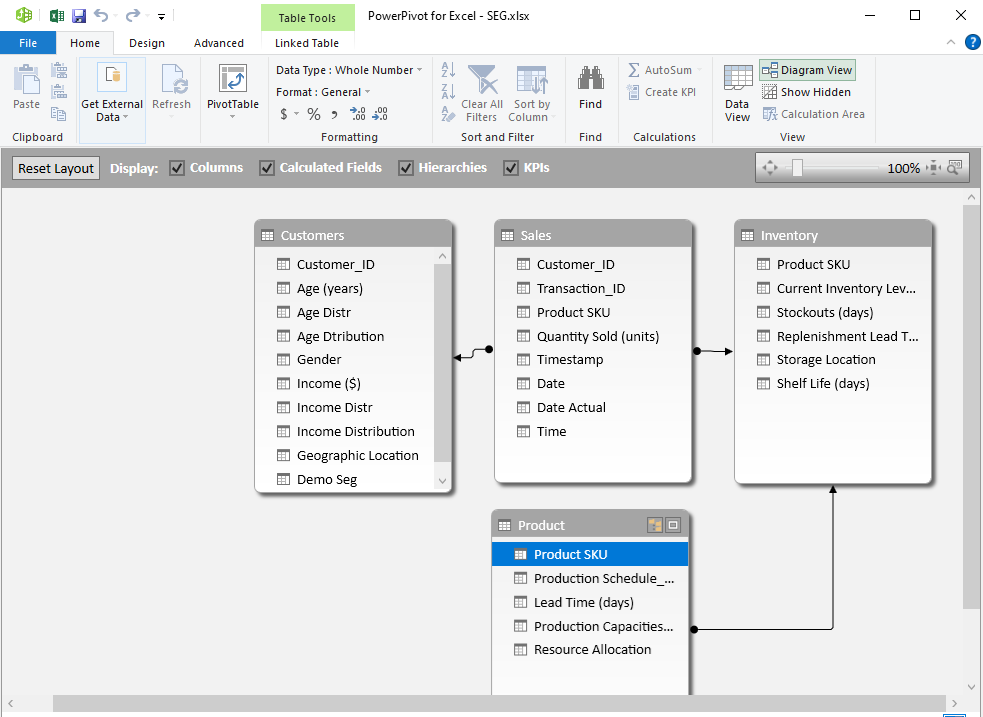 Table Tools
PowerPivot for Excel - SEG.xlsx
File
Home
Design
Advanced
Linked Table
?
Paste
Clipboard
Get External
Data
Refresh
PivotTable
Data Type : Whole Number
Format : General
$ % , .00 .00
Formatting
Clear All
Filters
Sort by
Column
Sort and Filter
Find
Find
AutoSum
Create KPI
Calculations
Data
View
Diagram View
Show Hidden
Calculation Area
View
Reset Layout
Display:
Columns
Calculated Fields
Hierarchies
KPIs
100%
Customers
Customer_ID
Age (years)
Age Distr
Age Dtribution
Gender
Income ($)
Income Distr
Income Distribution
Geographic Location
Demo Seg
Sales
Customer_ID
Transaction_ID
Product SKU
Quantity Sold (units)
Timestamp
Date
Date Actual
Time
Inventory
Product SKU
Current Inventory Lev...
Stockouts (days)
Replenishment Lead T...
Storage Location
Shelf Life (days)
Product
Product SKU
Production Schedule_...
Lead Time (days)
Production Capacities...
Resource Allocation